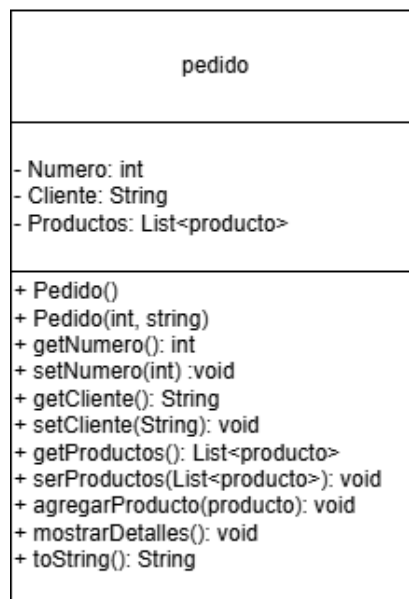 pedido
- Numero: int
- Cliente: String
- Productos: List<producto>
+ Pedido()
+ Pedido(int, string)
+ getNumero(): int
+ setNumero(int) :void
+ getCliente(): String
+ setCliente(String): void
+ getProductos(): List<producto>
+ serProductos(List<producto>): void
+ agregarProducto(producto): void
+ mostrarDetalles(): void
+ toString(): String